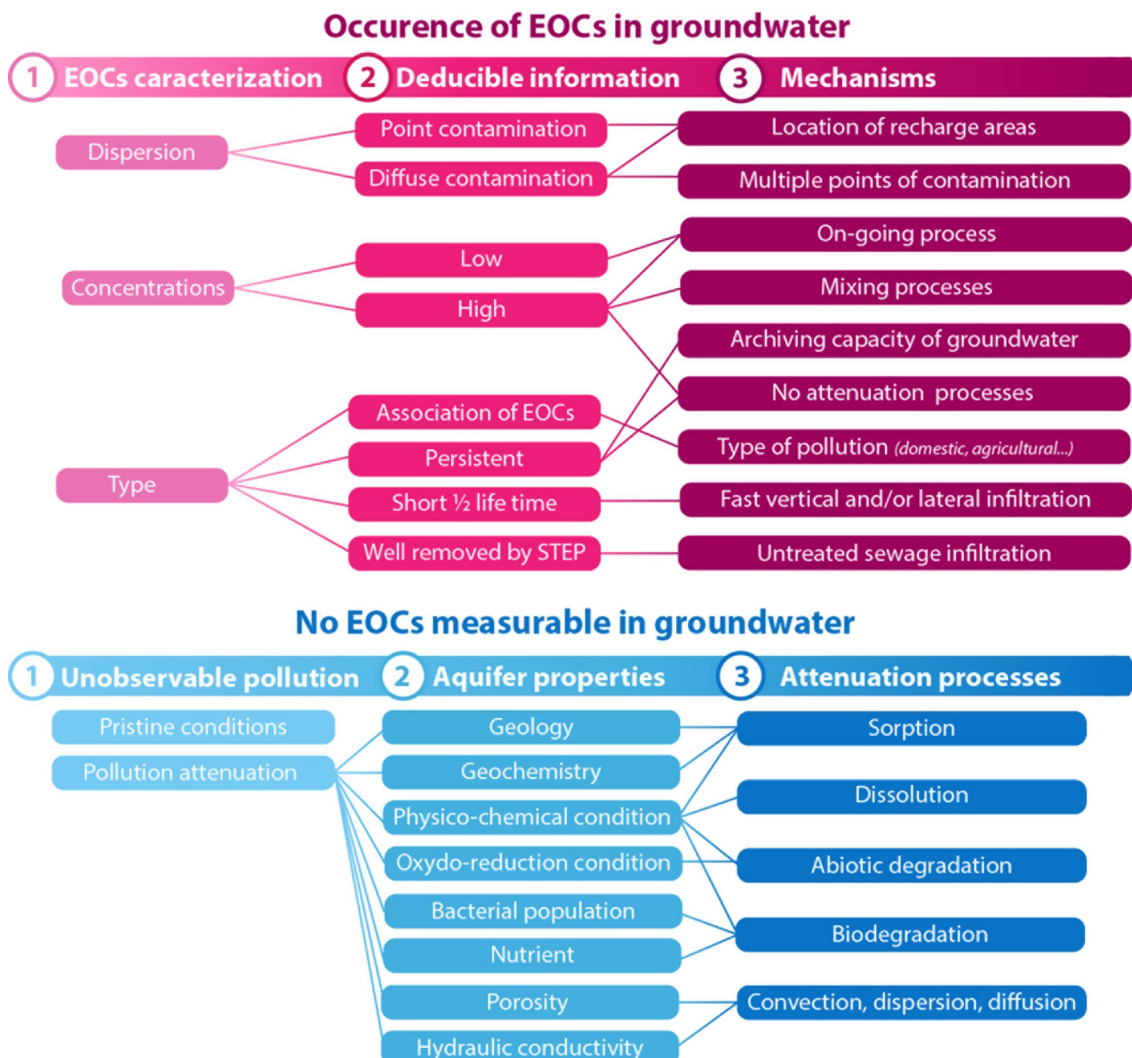 Occurence of EOCs in groundwater
1 EOCs caracterization 2 Deducible information 3 Mechanisms
Dispersion
Point contamination
Diffuse contamination
Location of recharge areas
Multiple points of contamination
Concentrations
Low
High
On-going process
Mixing processes
Archiving capacity of groundwater
No attenuation processes
Type
Association of EOCs
Persistent
Short ½ life time
Well removed by STEP
Type of pollution (domestic, agricultural...)
Fast vertical and/or lateral infiltration
Untreated sewage infiltration
No EOCs measurable in groundwater
1 Unobservable pollution 2 Aquifer properties 3 Attenuation processes
Pristine conditions
Pollution attenuation
Geology
Geochemistry
Physico-chemical condition
Oxydo-reduction condition
Bacterial population
Nutrient
Porosity
Hydraulic conductivity
Sorption
Dissolution
Abiotic degradation
Biodegradation
Convection, dispersion, diffusion